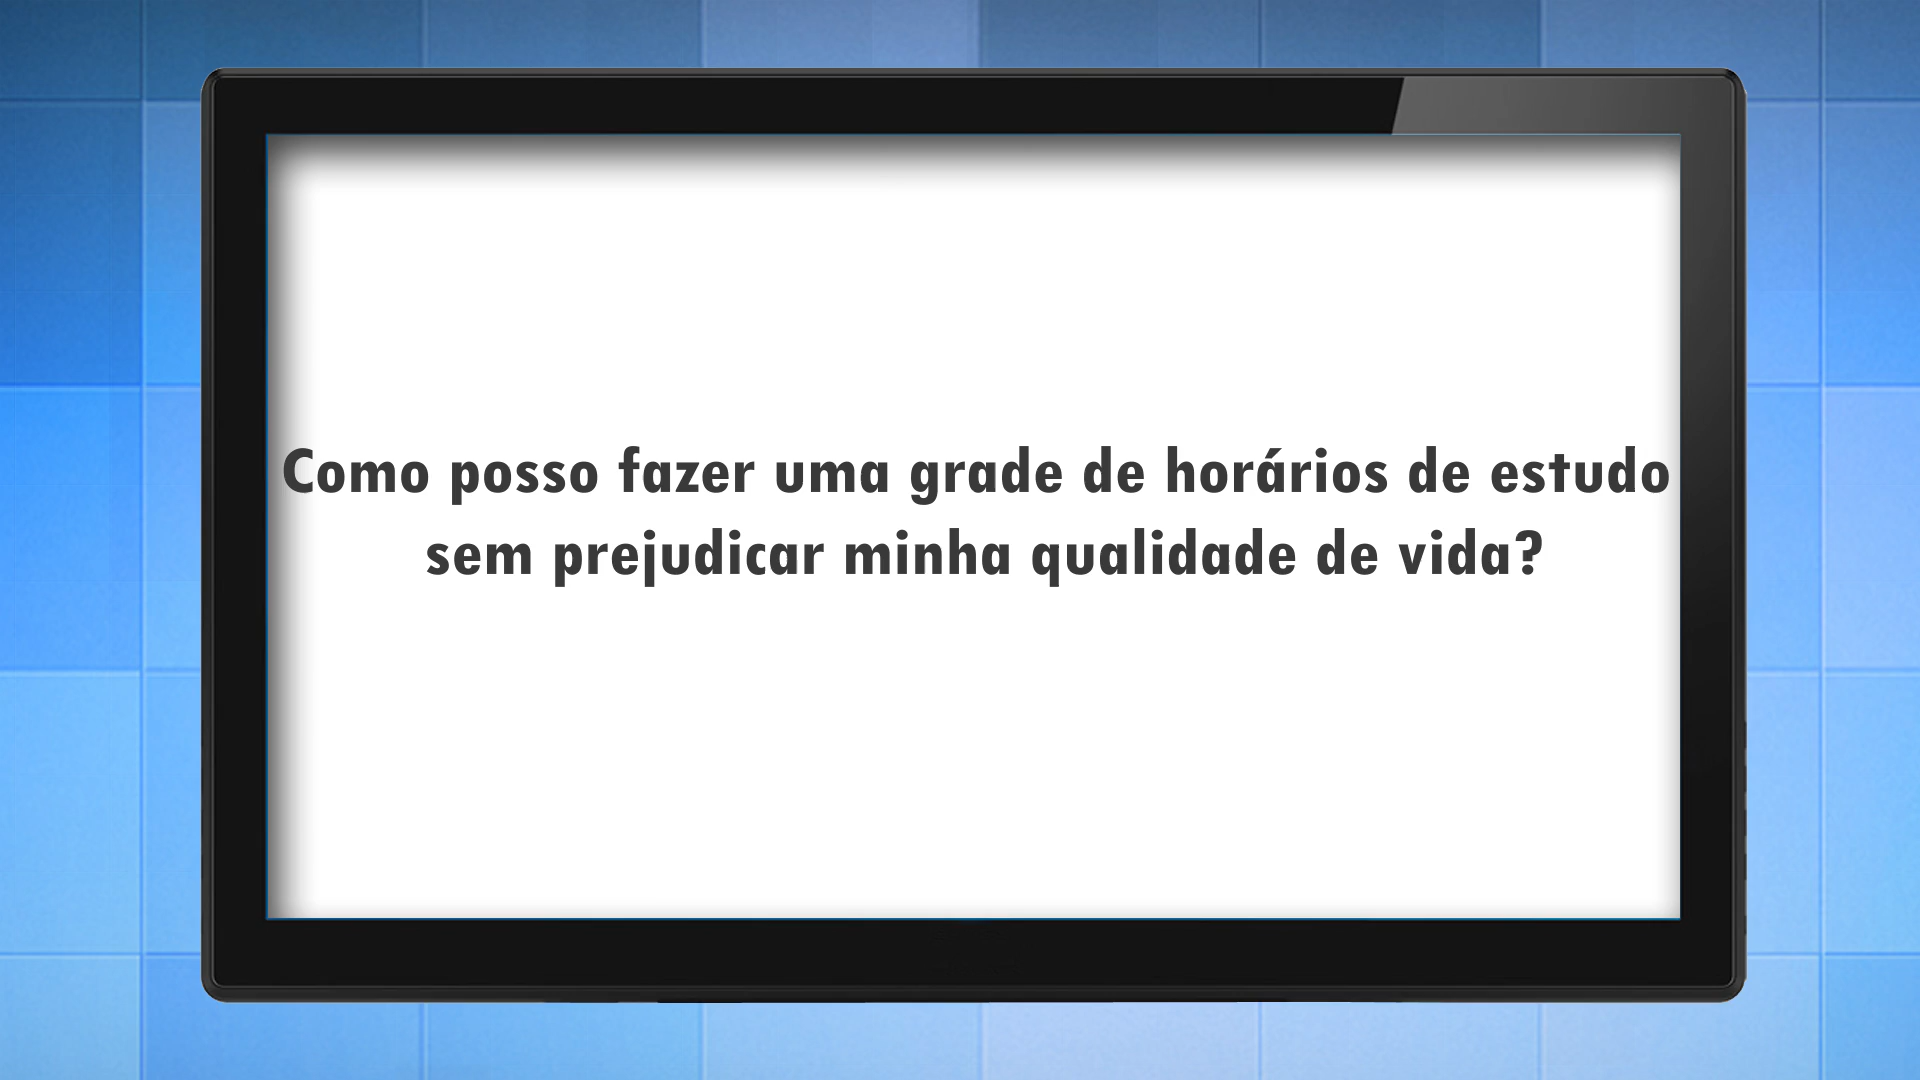 Como posso fazer uma grade de horários de estudo
sem prejudicar minha qualidade de vida?